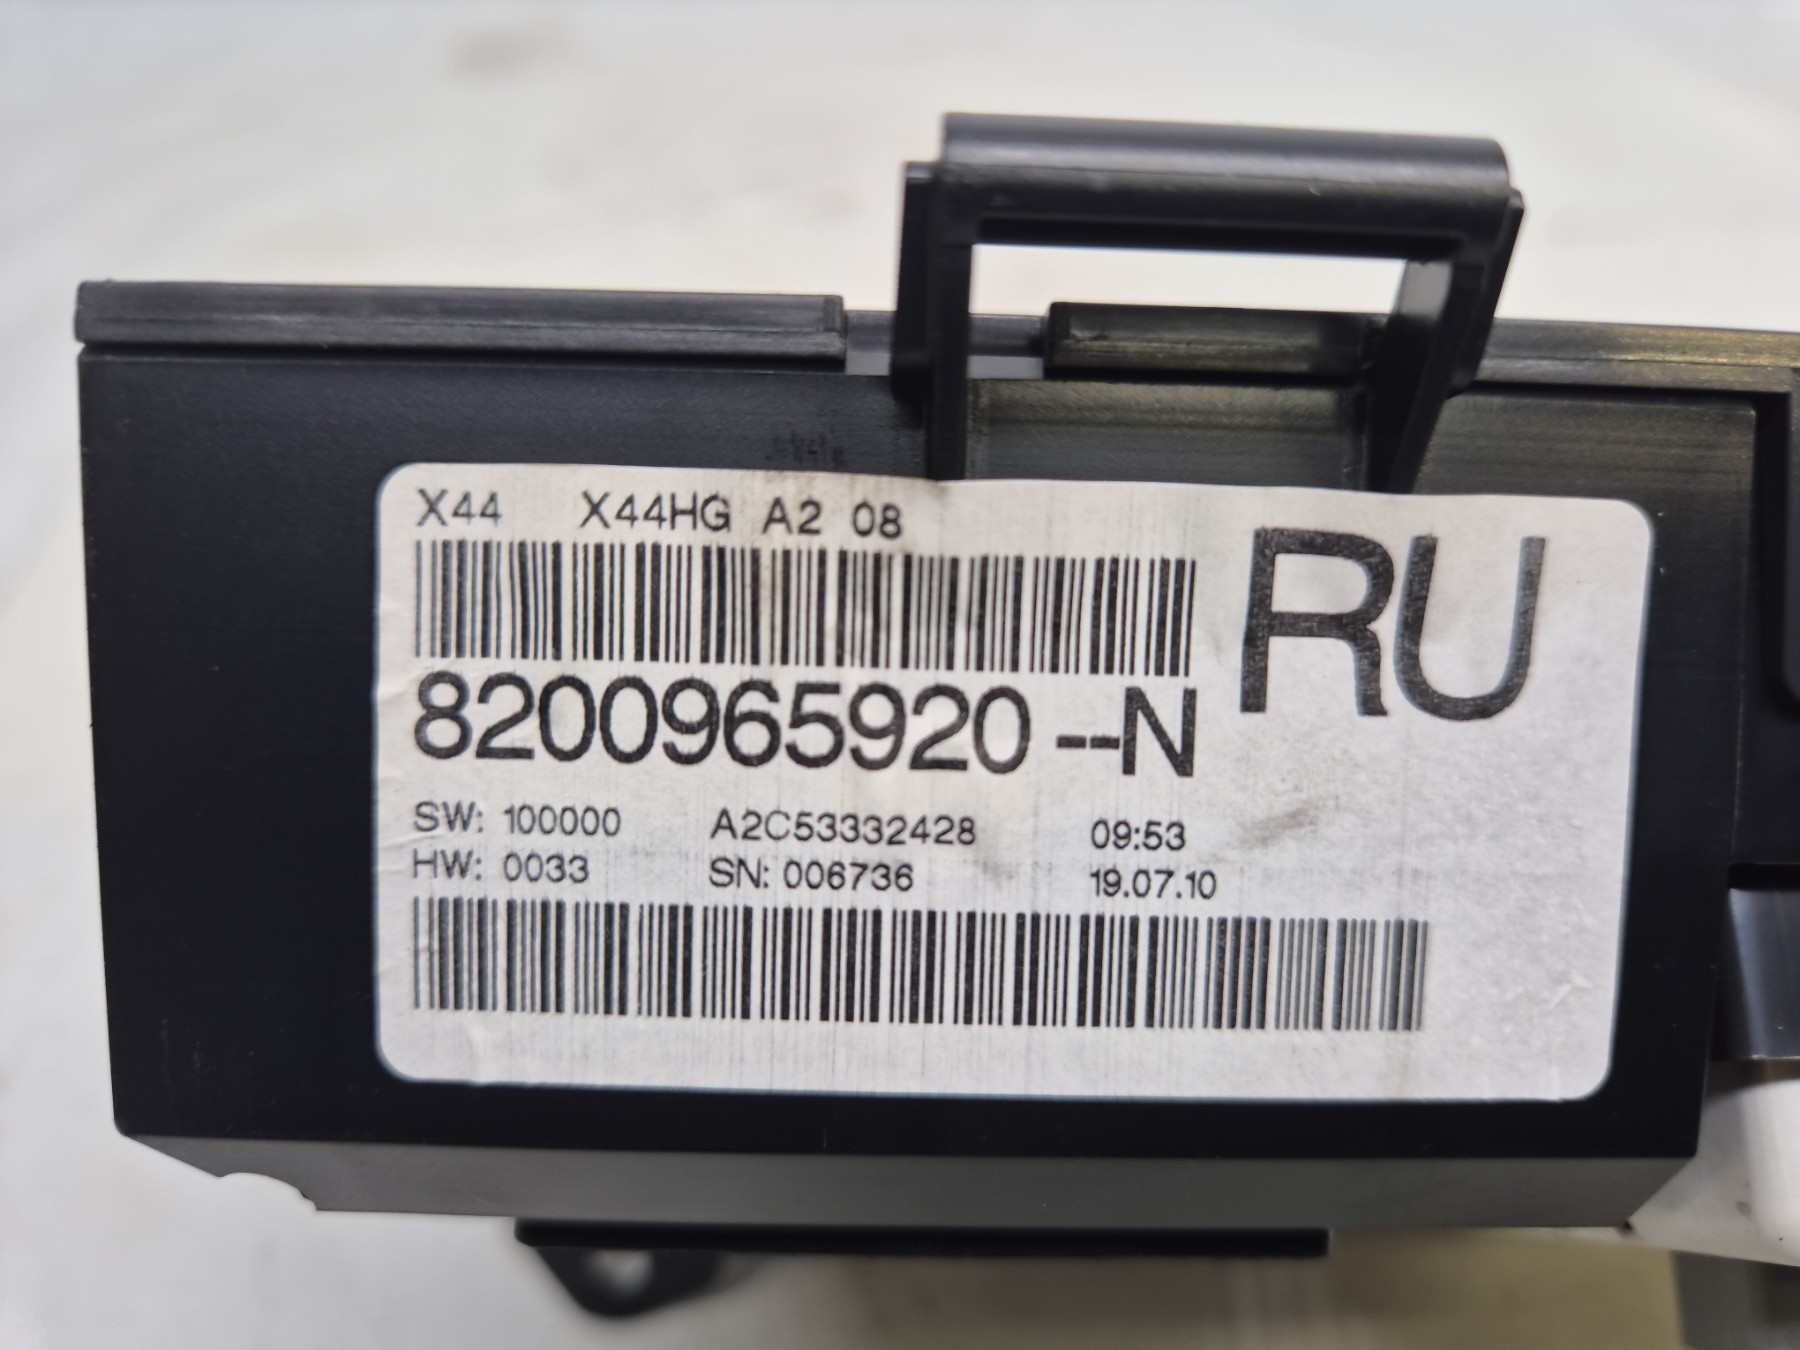 X44 X44HG A2 08
RU
8200965920--N
SW: 100000 A2C53332428 09:53
HW: 0033 SN: 006736 19.07.10